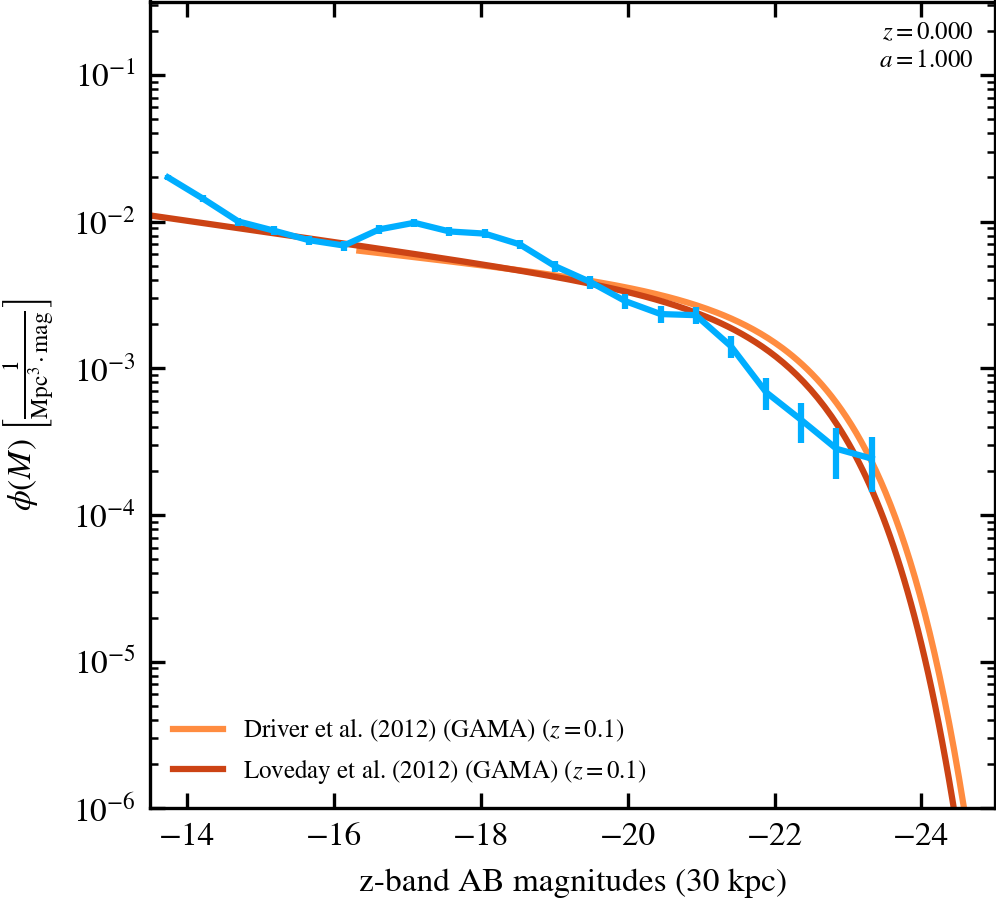 z = 0.000
a = 1.000
10⁻¹
10⁻²
10⁻³
10⁻⁴
10⁻⁵
10⁻⁶
ϕ(M) [1 / Mpc³ · mag]
Driver et al. (2012) (GAMA) (z = 0.1)
Loveday et al. (2012) (GAMA) (z = 0.1)
−14 −16 −18 −20 −22 −24
z-band AB magnitudes (30 kpc)